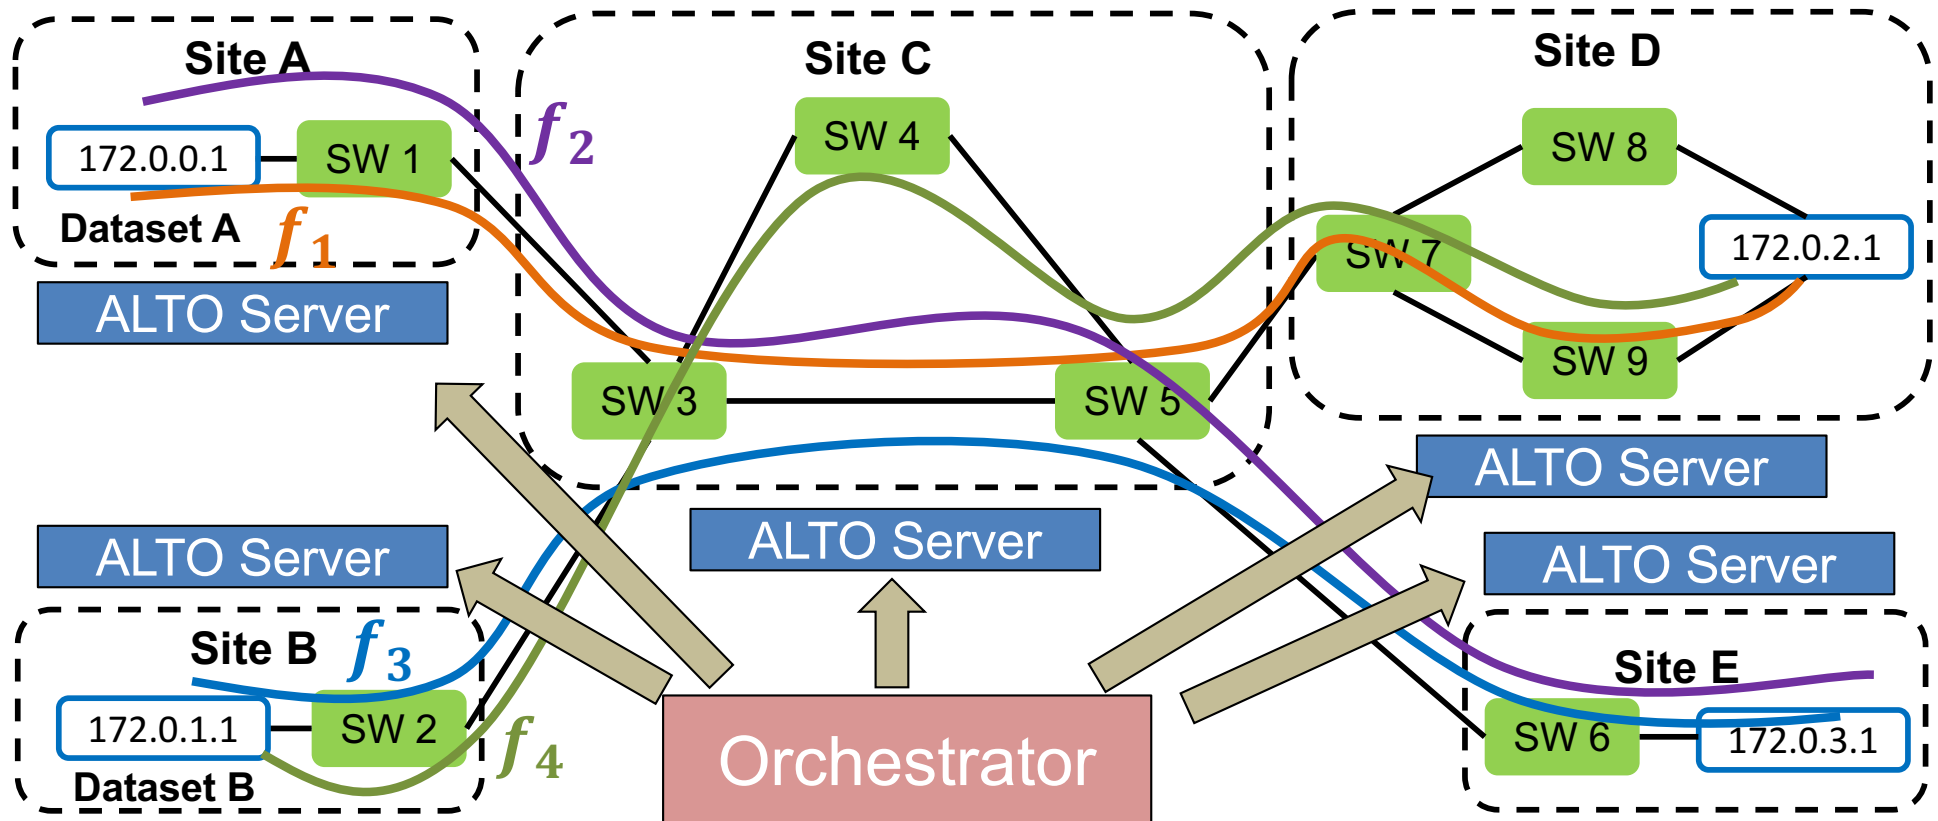 Site A
Site C
Site D
f2
SW 4
SW 8
172.0.0.1
SW 1
Dataset A
f1
SW 7
172.0.2.1
ALTO Server
SW 3
SW 5
SW 9
ALTO Server
ALTO Server
ALTO Server
ALTO Server
Site B
f3
Site E
172.0.1.1
SW 2
f4
SW 6
172.0.3.1
Dataset B
Orchestrator